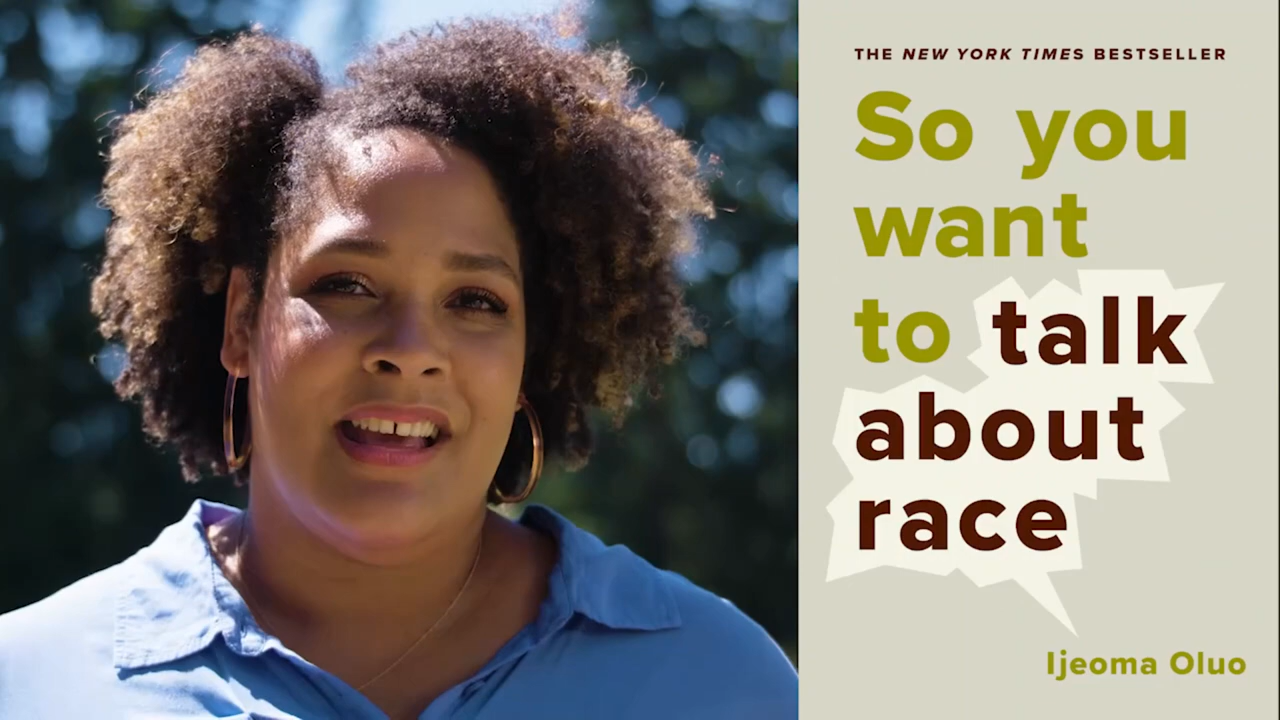 THE NEW YORK TIMES BESTSELLER
So you
want
to talk
about
race
Ijeoma Oluo